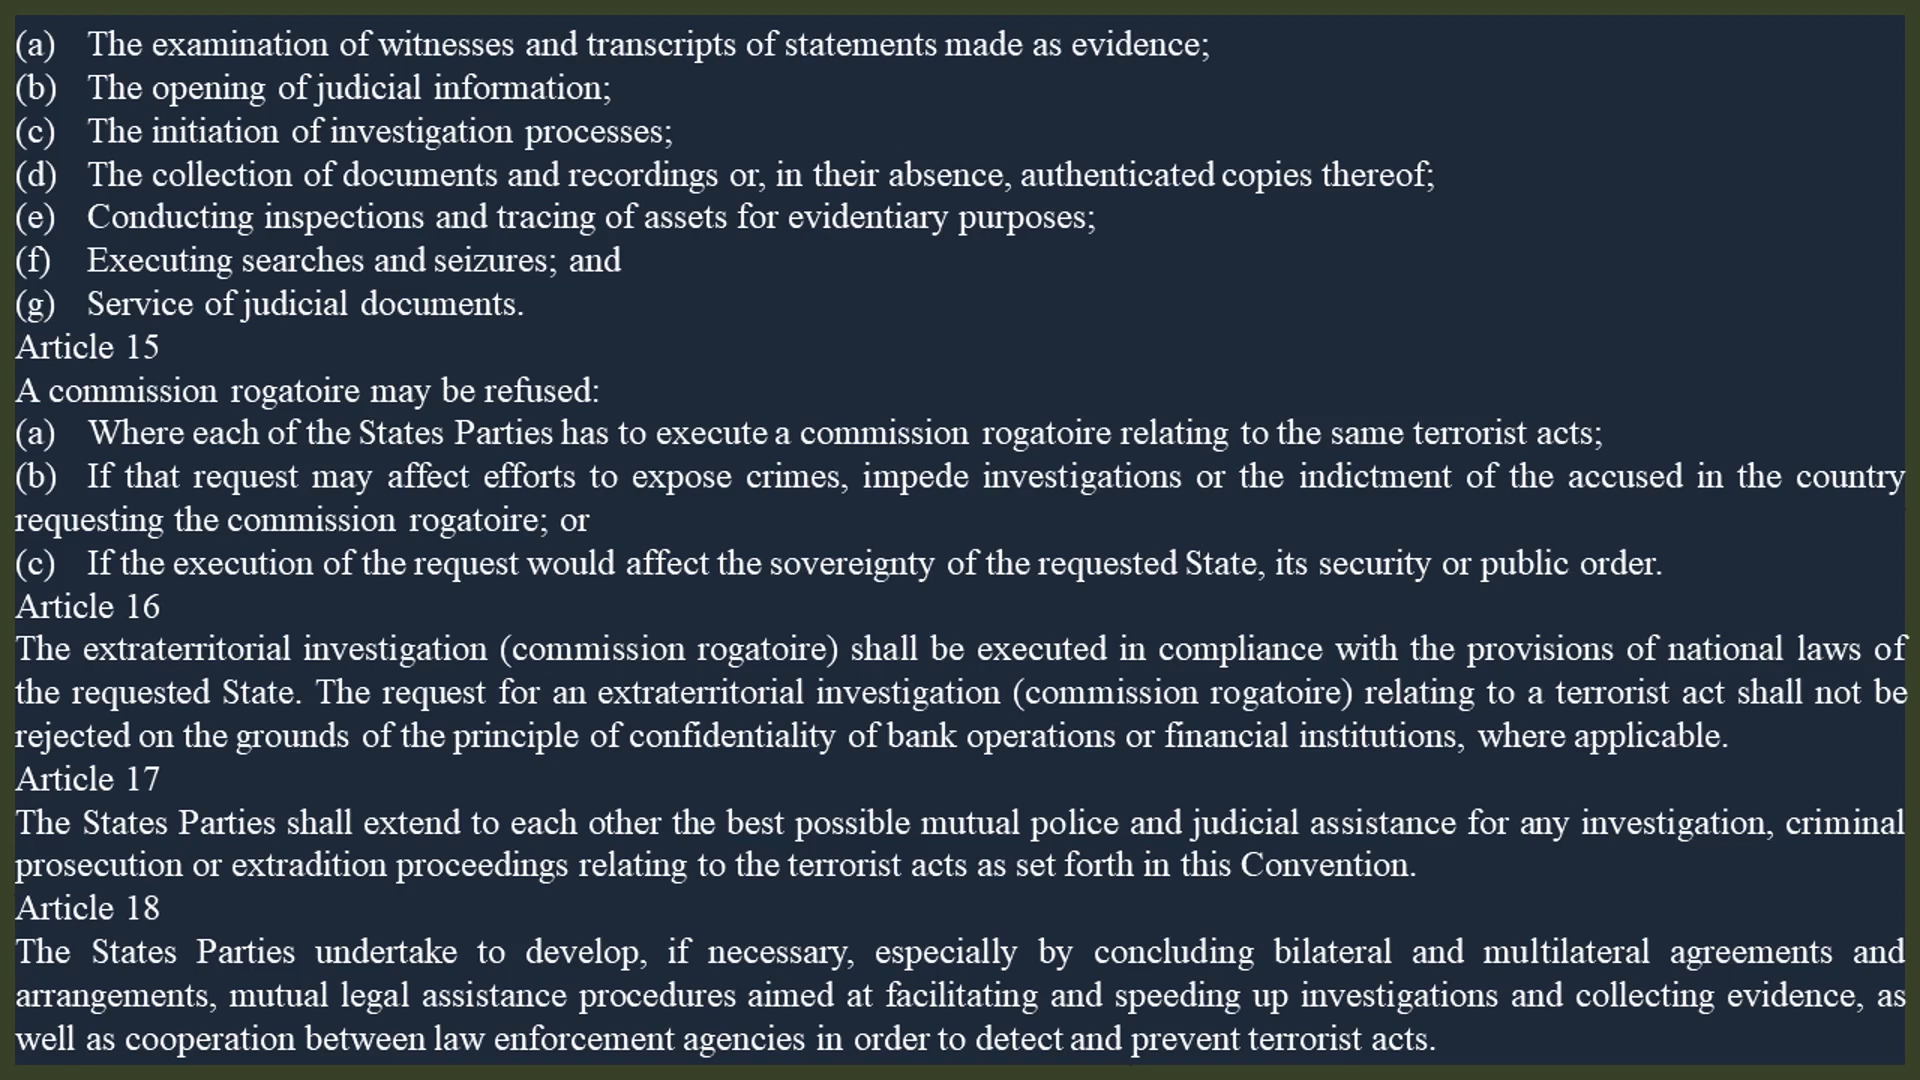 (a) The examination of witnesses and transcripts of statements made as evidence;
(b) The opening of judicial information;
(c) The initiation of investigation processes;
(d) The collection of documents and recordings or, in their absence, authenticated copies thereof;
(e) Conducting inspections and tracing of assets for evidentiary purposes;
(f) Executing searches and seizures; and
(g) Service of judicial documents.
Article 15
A commission rogatoire may be refused:
(a) Where each of the States Parties has to execute a commission rogatoire relating to the same terrorist acts;
(b) If that request may affect efforts to expose crimes, impede investigations or the indictment of the accused in the country
requesting the commission rogatoire; or
(c) If the execution of the request would affect the sovereignty of the requested State, its security or public order.
Article 16
The extraterritorial investigation (commission rogatoire) shall be executed in compliance with the provisions of national laws of
the requested State. The request for an extraterritorial investigation (commission rogatoire) relating to a terrorist act shall not be
rejected on the grounds of the principle of confidentiality of bank operations or financial institutions, where applicable.
Article 17
The States Parties shall extend to each other the best possible mutual police and judicial assistance for any investigation, criminal
prosecution or extradition proceedings relating to the terrorist acts as set forth in this Convention.
Article 18
The States Parties undertake to develop, if necessary, especially by concluding bilateral and multilateral agreements and
arrangements, mutual legal assistance procedures aimed at facilitating and speeding up investigations and collecting evidence, as
well as cooperation between law enforcement agencies in order to detect and prevent terrorist acts.